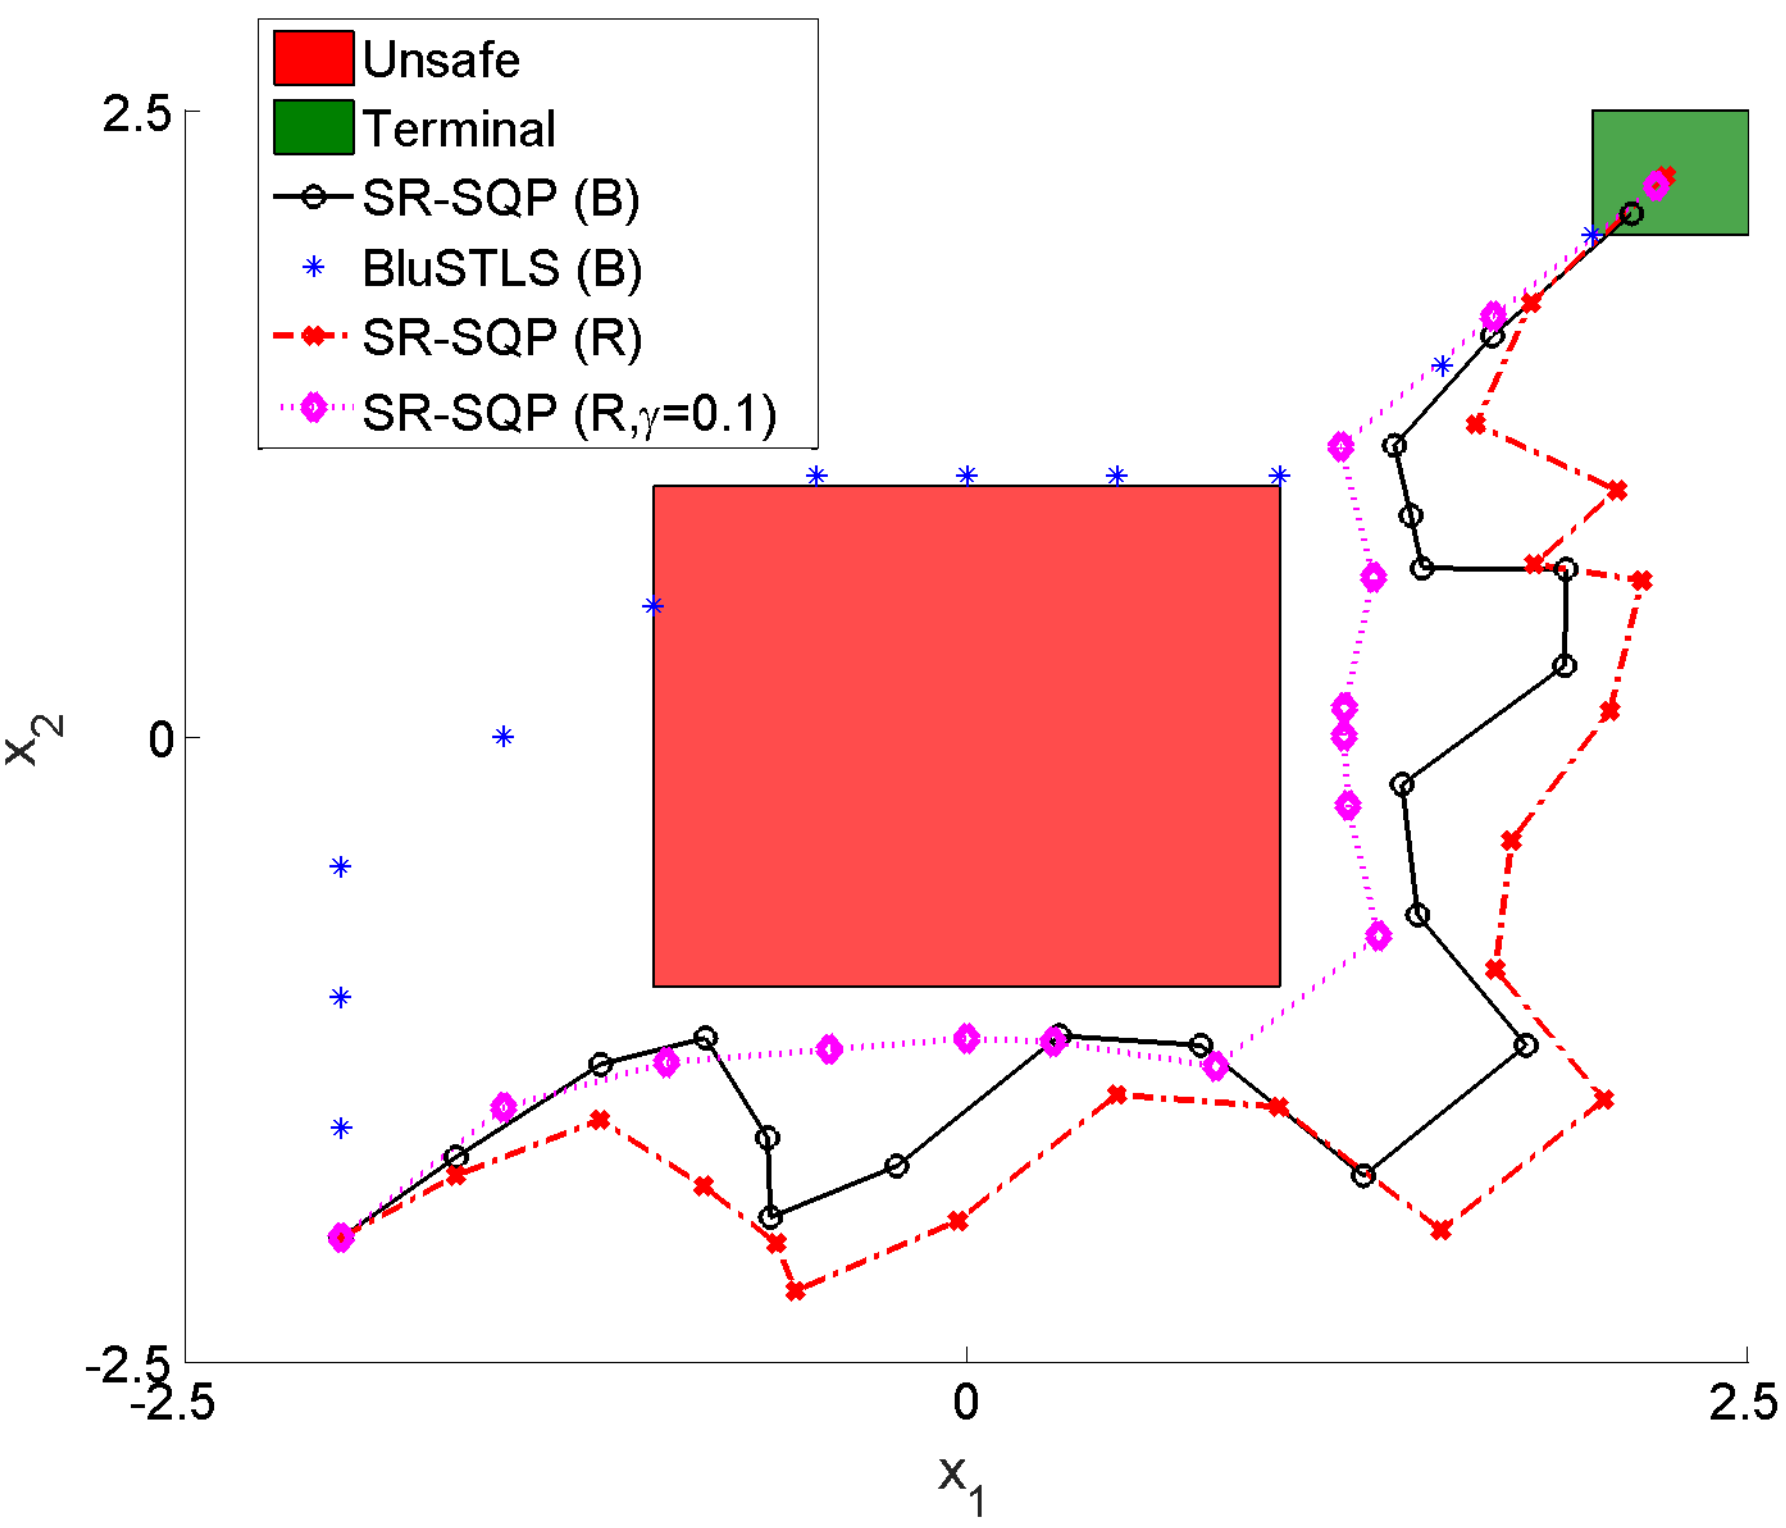 Unsafe
Terminal
SR-SQP (B)
BluSTLS (B)
SR-SQP (R)
SR-SQP (R,γ=0.1)
2.5
0
-2.5
x2
-2.5
0
2.5
x1